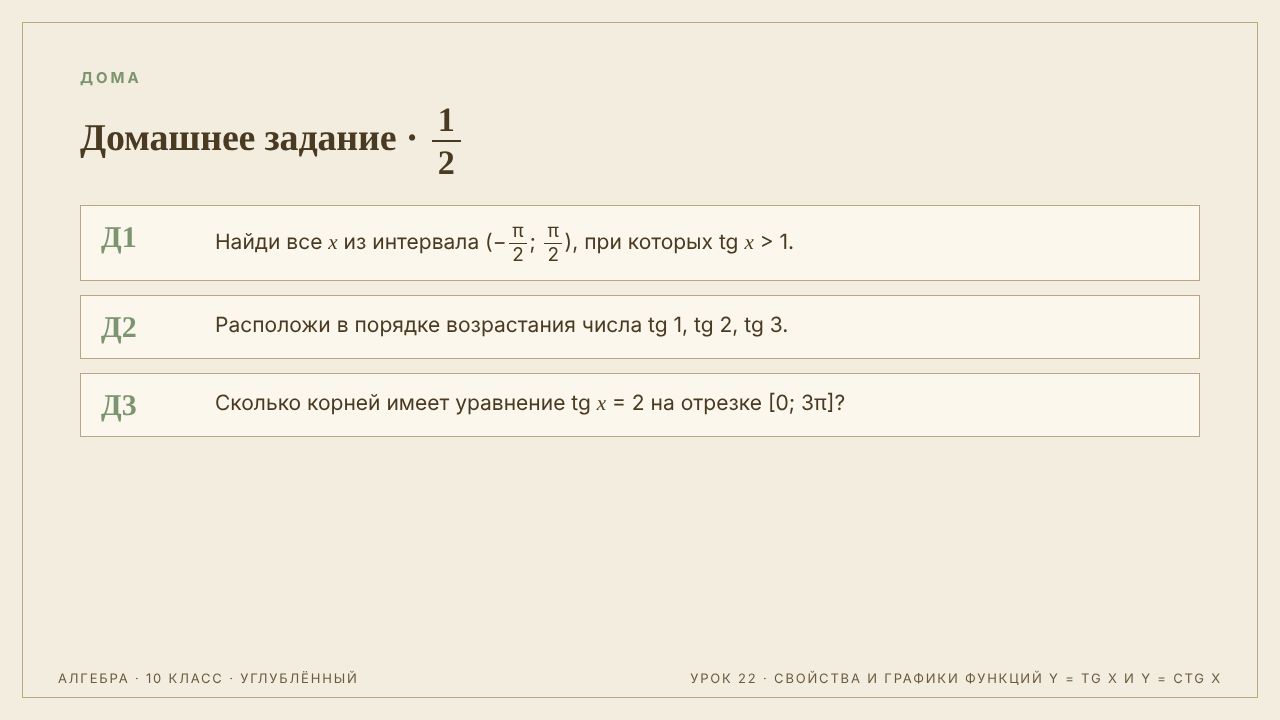 ДОМА
Домашнее задание · 1/2
Д1
Найди все x из интервала (−π/2; π/2), при которых tg x > 1.
Д2
Расположи в порядке возрастания числа tg 1, tg 2, tg 3.
Д3
Сколько корней имеет уравнение tg x = 2 на отрезке [0; 3π]?
АЛГЕБРА · 10 КЛАСС · УГЛУБЛЁННЫЙ
УРОК 22 · СВОЙСТВА И ГРАФИКИ ФУНКЦИЙ Y = TG X И Y = CTG X